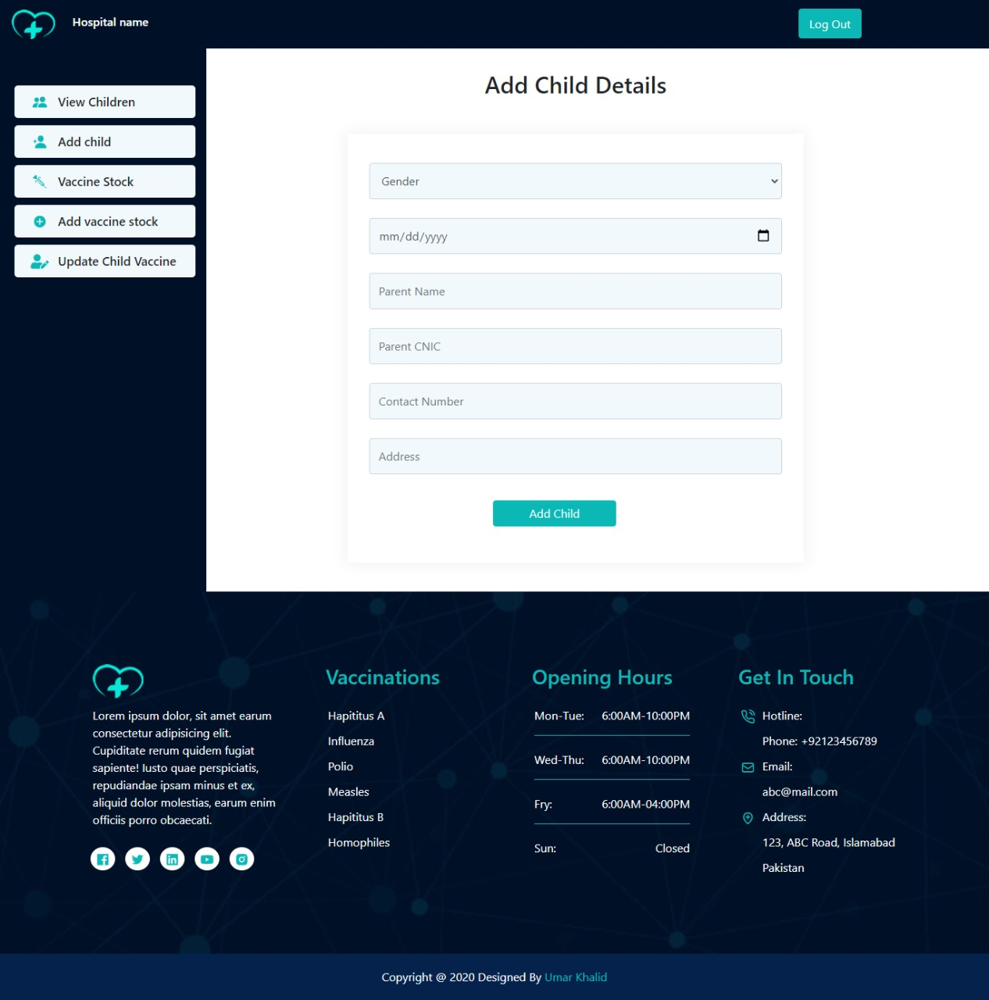 Hospital name
Log Out
View Children
Add child
Vaccine Stock
Add vaccine stock
Update Child Vaccine
Add Child Details
Gender
mm/dd/yyyy
Parent Name
Parent CNIC
Contact Number
Address
Add Child
Lorem ipsum dolor, sit amet earum
consectetur adipisicing elit.
Cupiditate rerum quidem fugiat
sapiente! Iusto quae perspiciatis,
repudiandae ipsam minus et ex,
aliquid dolor molestias, earum enim
officiis porro obcaecati.
Vaccinations
Hapititus A
Influenza
Polio
Measles
Hapititus B
Homophiles
Opening Hours
Mon-Tue: 6:00AM-10:00PM
Wed-Thu: 6:00AM-10:00PM
Fry: 6:00AM-04:00PM
Sun: Closed
Get In Touch
Hotline:
Phone: +92123456789
Email:
abc@mail.com
Address:
123, ABC Road, Islamabad
Pakistan
Copyright @ 2020 Designed By Umar Khalid